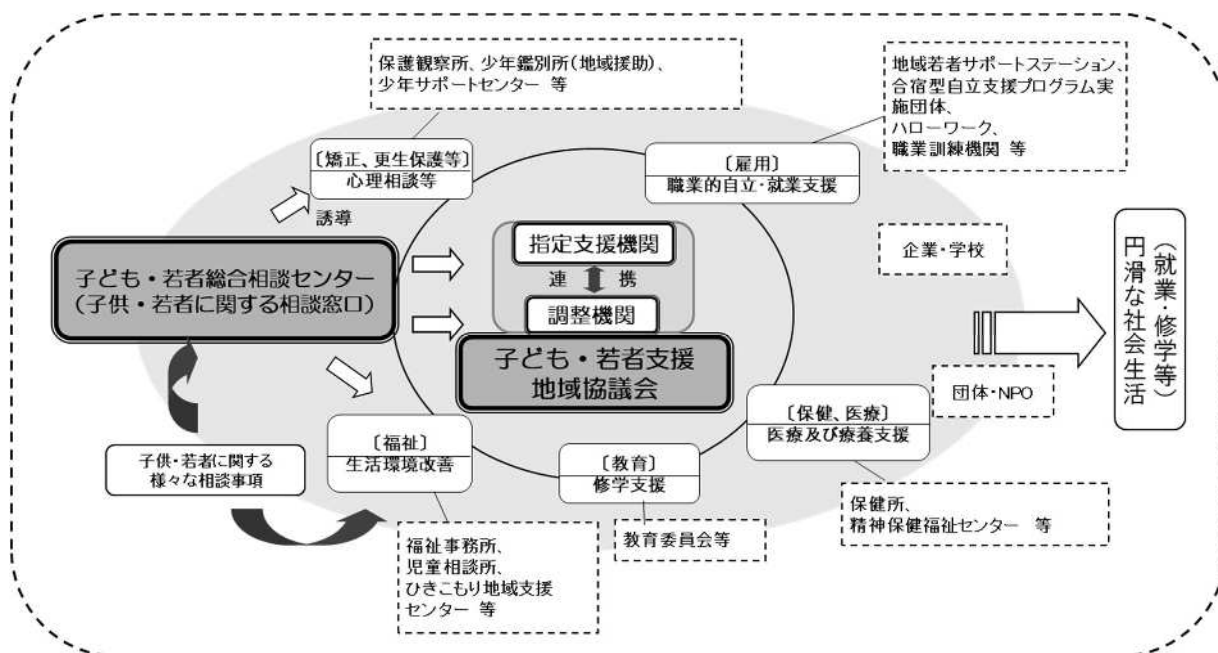 保護観察所、少年鑑別所(地域援助)、
少年サポートセンター 等
地域若者サポートステーション、
合宿型自立支援プログラム実
施団体、
ハローワーク、
職業訓練機関 等
〔矯正、更生保護等〕
心理相談等
〔雇用〕
職業的自立・就業支援
誘導
子ども・若者総合相談センター
(子供・若者に関する相談窓口)
指定支援機関
連 携
調整機関
子ども・若者支援
地域協議会
企業・学校
団体・NPO
円滑な社会生活
(就業・修学等)
〔保健、医療〕
医療及び療養支援
〔福祉〕
生活環境改善
〔教育〕
修学支援
子供・若者に関する
様々な相談事項
保健所、
精神保健福祉センター 等
教育委員会等
福祉事務所、
児童相談所、
ひきこもり地域支援
センター 等